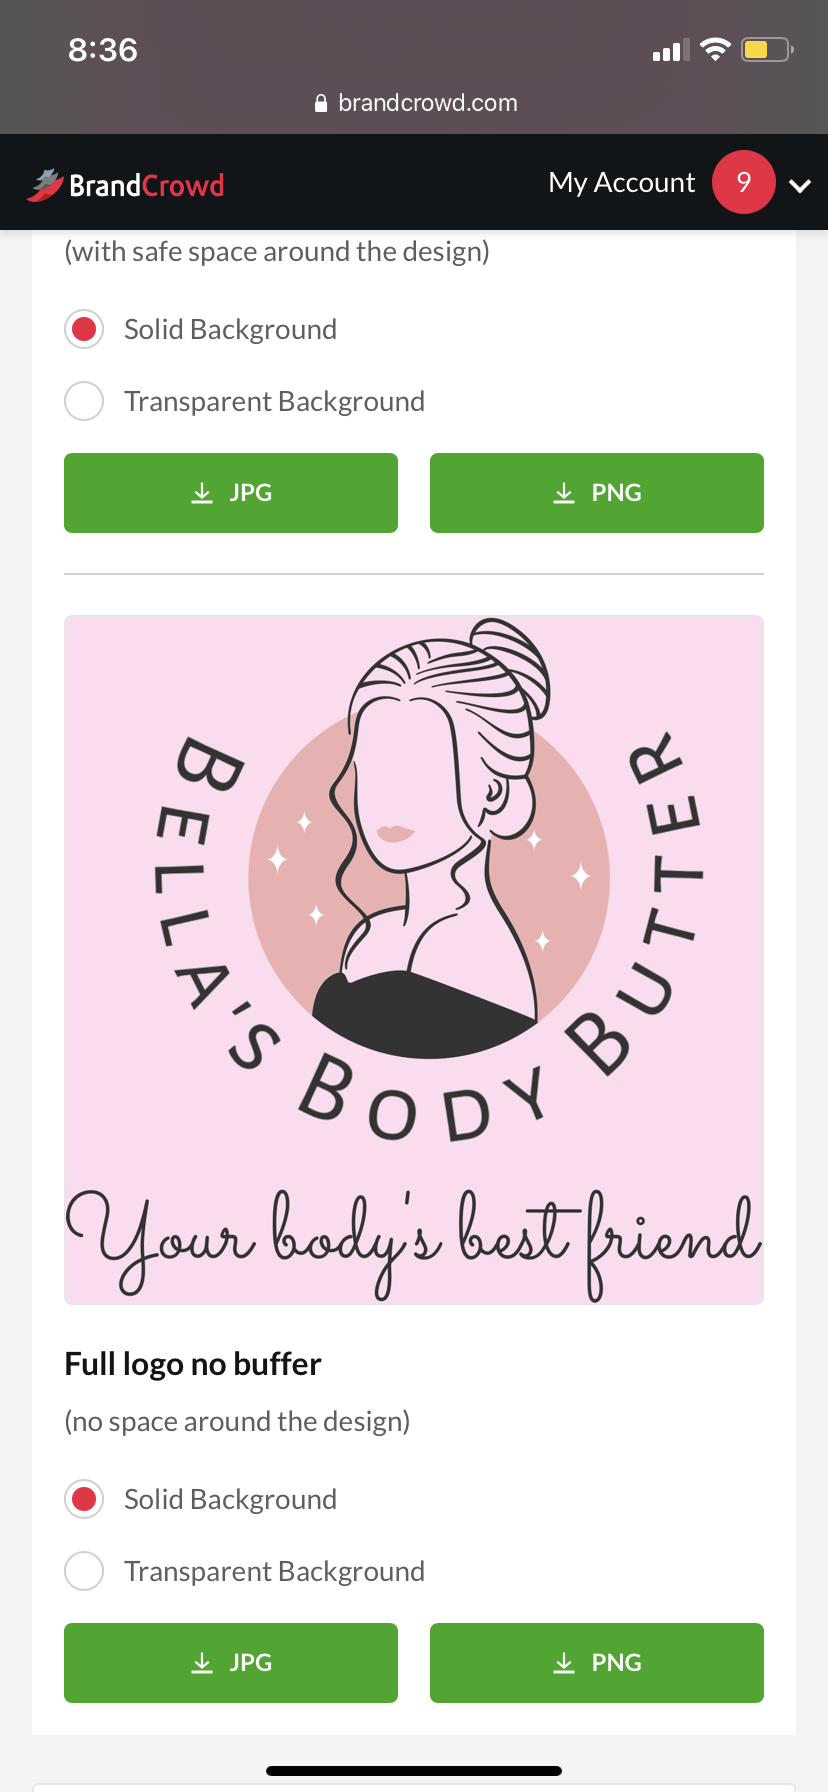 8:36
brandcrowd.com
BrandCrowd
My Account
9
(with safe space around the design)
Solid Background
Transparent Background
JPG
PNG
BELLA'S BODY BUTTER
Your body's best friend
Full logo no buffer
(no space around the design)
Solid Background
Transparent Background
JPG
PNG